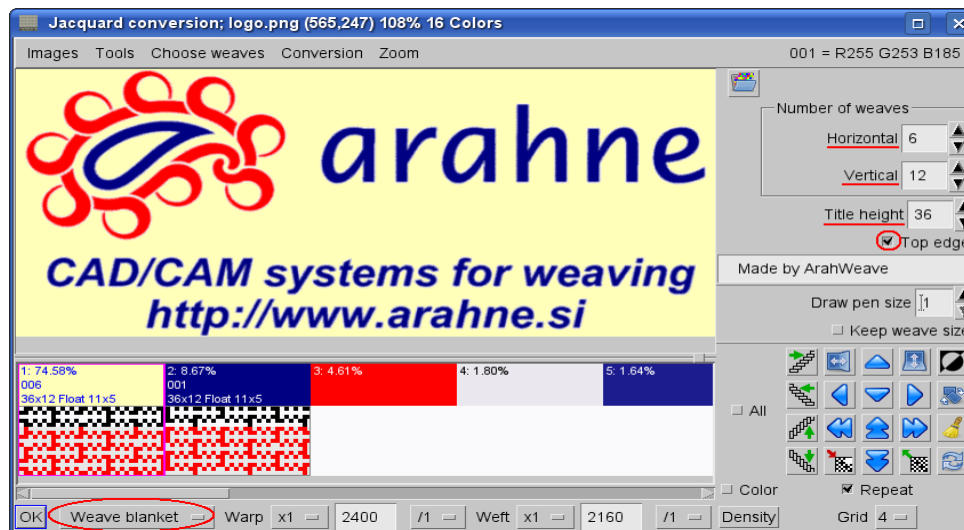 Jacquard conversion; logo.png (565,247) 108% 16 Colors
Images Tools Choose weaves Conversion Zoom 001 = R255 G253 B185
Number of weaves
Horizontal 6
Vertical 12
Title height 36
Top edge
Made by ArahWeave
Draw pen size 1
Keep weave size
arahne
CAD/CAM systems for weaving
http://www.arahne.si
1: 74.58% 2: 8.67% 3: 4.61% 4: 1.80% 5: 1.64%
006 001
36x12 Float 11x5 36x12 Float 11x5
All
Color Repeat
OK Weave blanket Warp x1 2400 /1 Weft x1 2160 /1 Density Grid 4